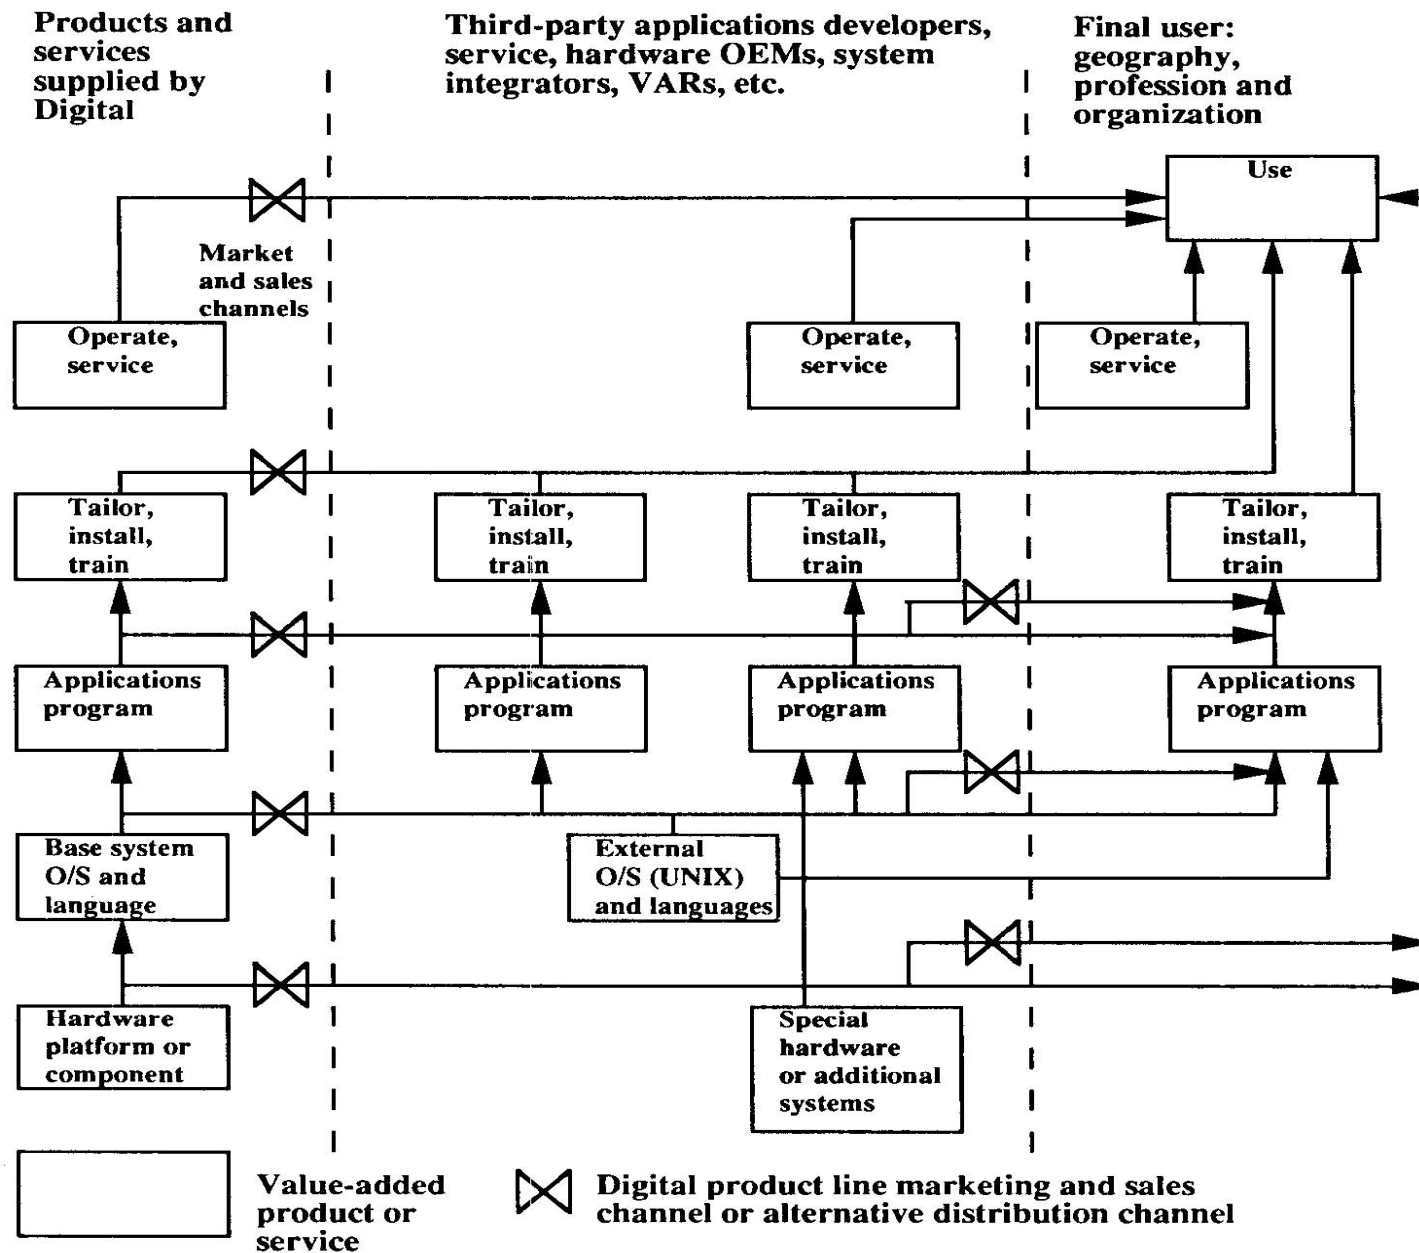 Products and
services
supplied by
Digital
Third-party applications developers,
service, hardware OEMs, system
integrators, VARs, etc.
Final user:
geography,
profession and
organization
Use
Market
and sales
channels
Operate,
service
Operate,
service
Operate,
service
Tailor,
install,
train
Tailor,
install,
train
Tailor,
install,
train
Tailor,
install,
train
Applications
program
Applications
program
Applications
program
Applications
program
Base system
O/S and
language
External
O/S (UNIX)
and languages
Hardware
platform or
component
Special
hardware
or additional
systems
Value-added
product or
service
Digital product line marketing and sales
channel or alternative distribution channel